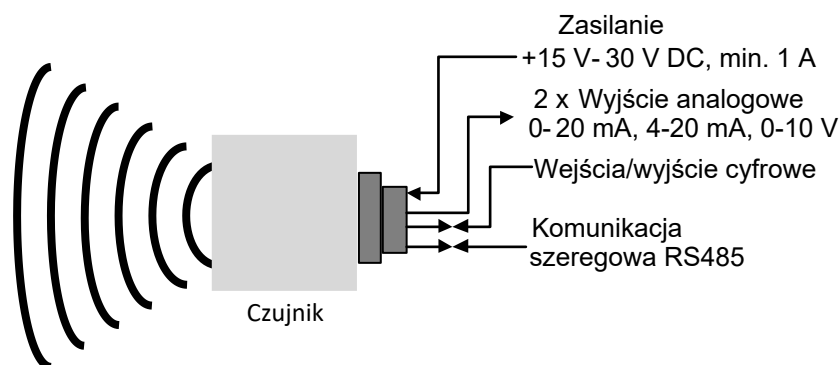 Zasilanie
+15 V- 30 V DC, min. 1 A
2 x Wyjście analogowe
0- 20 mA, 4-20 mA, 0-10 V
Wejścia/wyjście cyfrowe
Komunikacja
szeregowa RS485
Czujnik